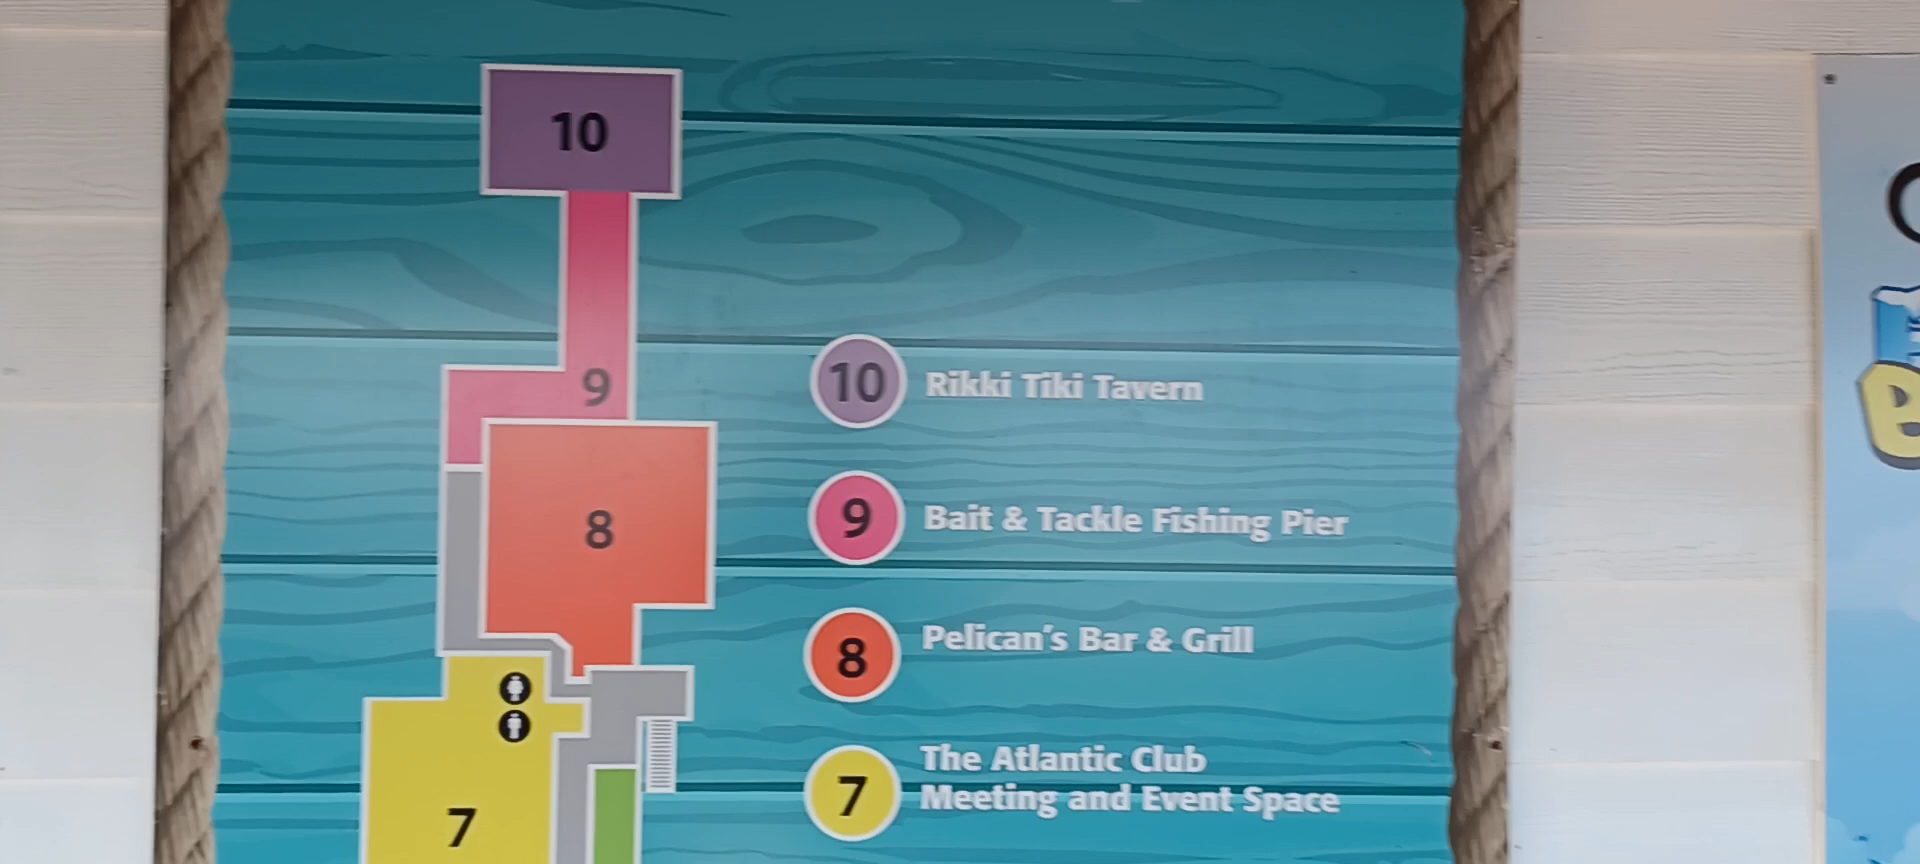 10
9
8
7
10 Rikki Tiki Tavern
9 Bait & Tackle Fishing Pier
8 Pelican's Bar & Grill
7 The Atlantic Club
Meeting and Event Space